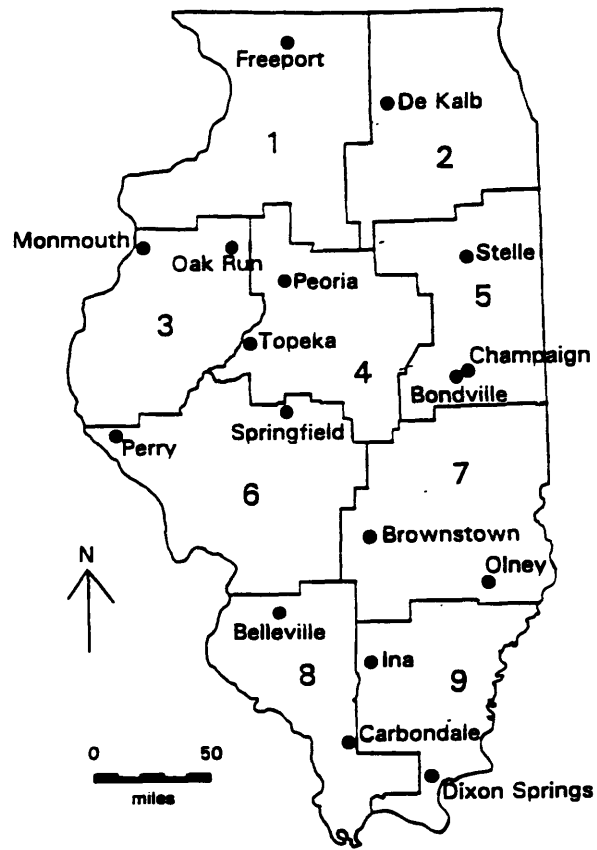 Freeport
De Kalb
1
2
Monmouth
Oak Run
Stelle
Peoria
5
3
Topeka
Champaign
4
Bondville
Springfield
Perry
7
6
Brownstown
N
Olney
Belleville
Ina
8
9
Carbondale
0 50
miles
Dixon Springs